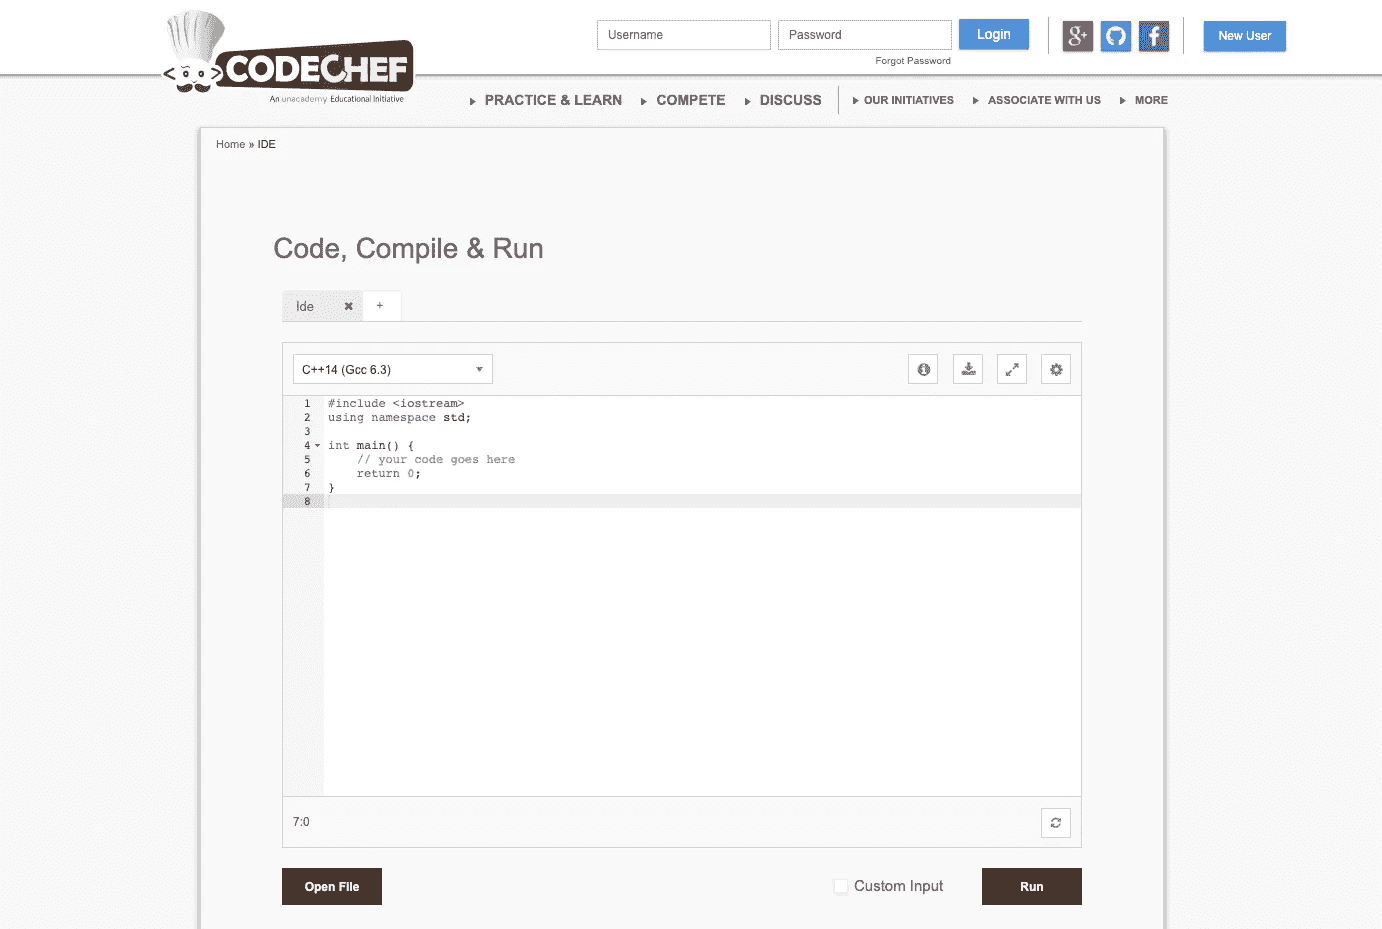 Username
Password
Login
g+
f
New User
Forgot Password
CODECHEF
An unacademy Educational Initiative
PRACTICE & LEARN
COMPETE
DISCUSS
OUR INITIATIVES
ASSOCIATE WITH US
MORE
Home » IDE
Code, Compile & Run
Ide
+
C++14 (Gcc 6.3)
1 #include <iostream>
2 using namespace std;
3
4 int main() {
5     // your code goes here
6     return 0;
7 }
8
7:0
Open File
Custom Input
Run